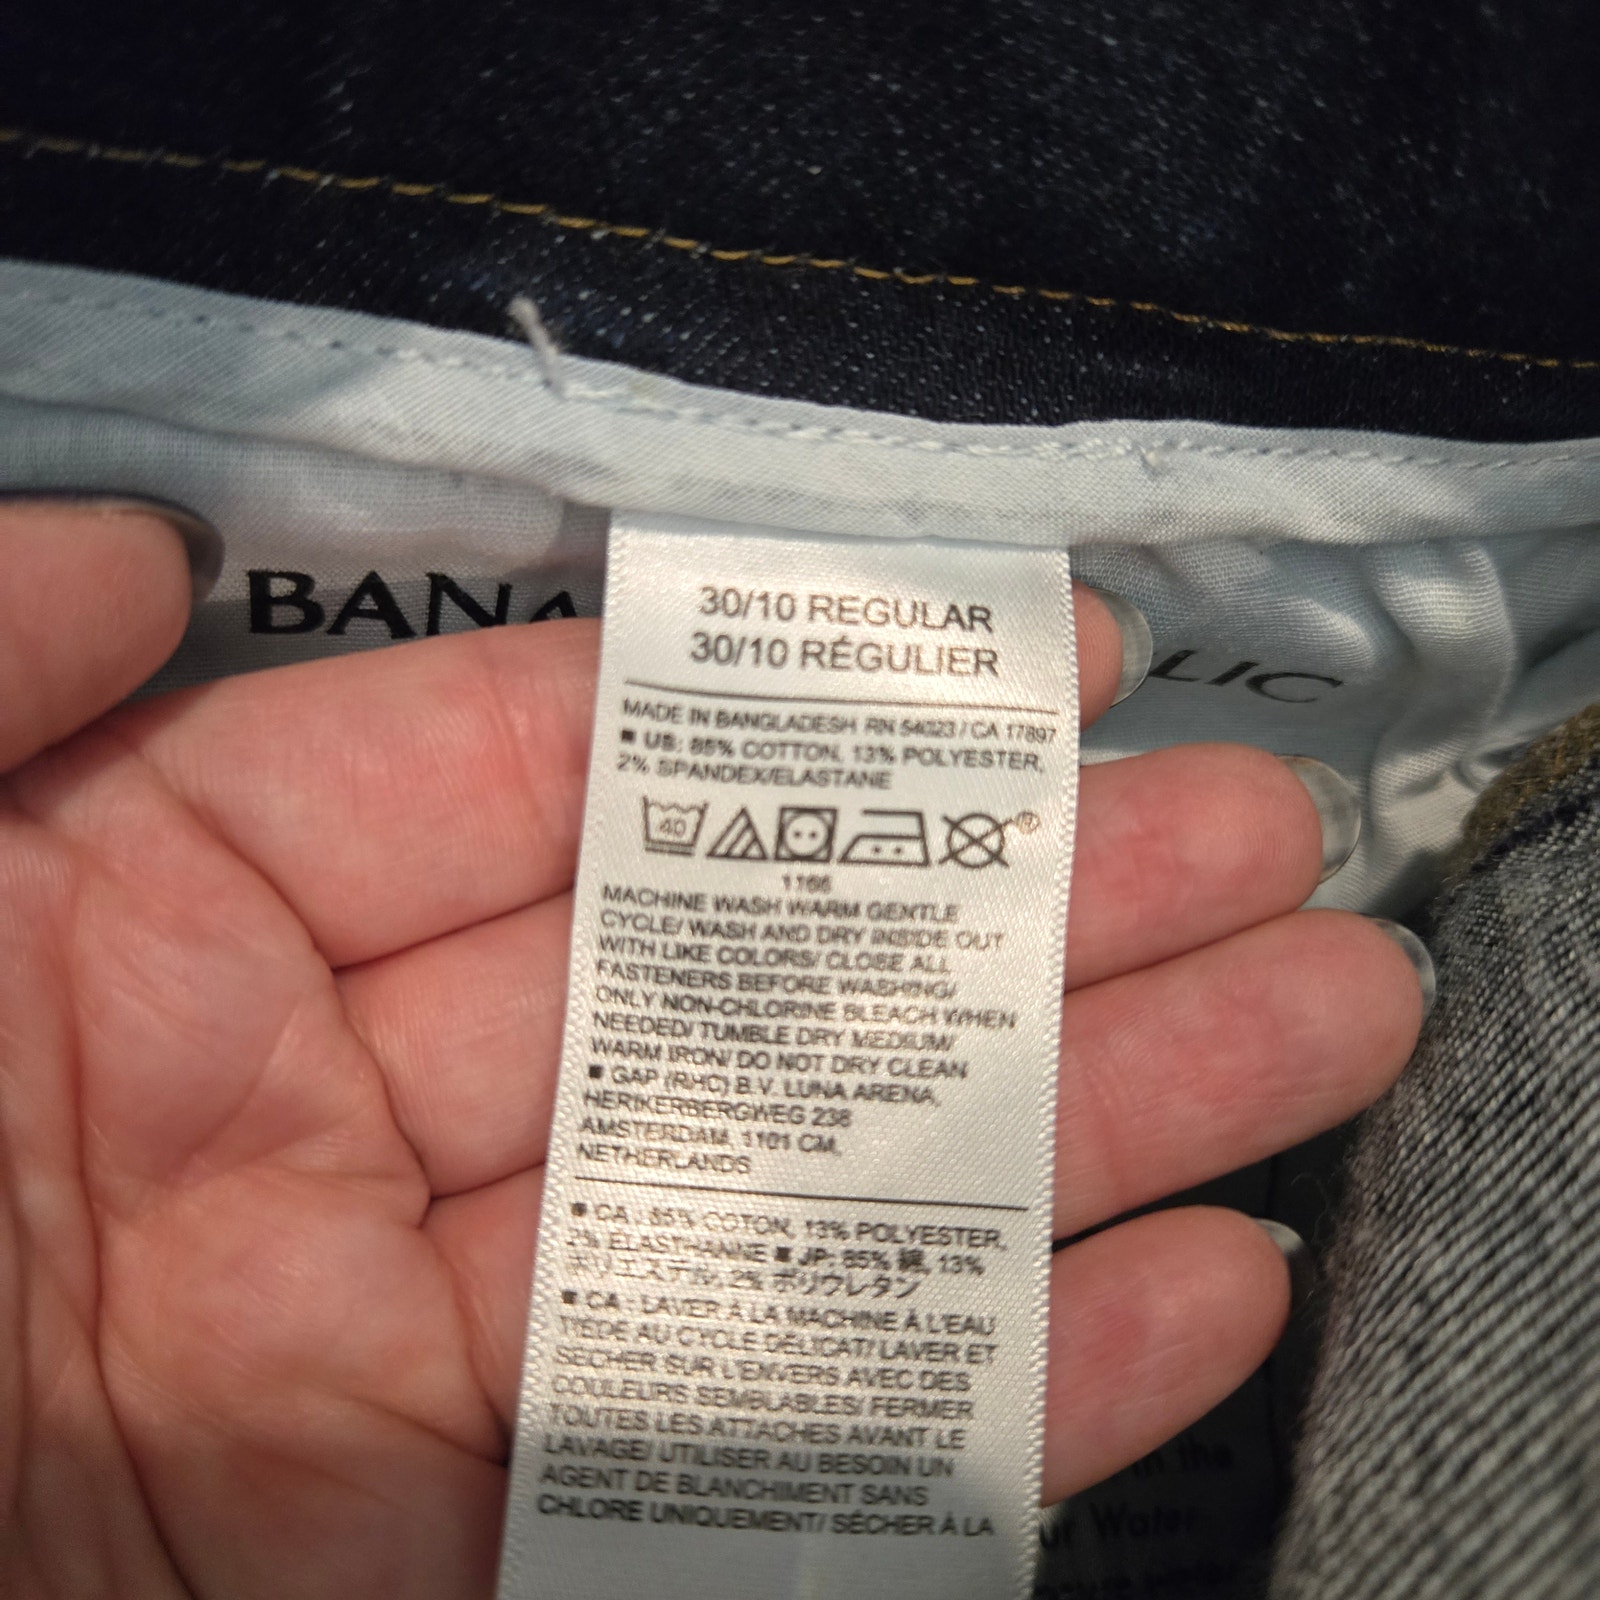 BANA
LIC
30/10 REGULAR
30/10 RÉGULIER
MADE IN BANGLADESH RN 54023 / CA 17897
■ US: 85% COTTON, 13% POLYESTER,
2% SPANDEX/ELASTANE
40
®
1166
MACHINE WASH WARM GENTLE
CYCLE/ WASH AND DRY INSIDE OUT
WITH LIKE COLORS/ CLOSE ALL
FASTENERS BEFORE WASHING/
ONLY NON-CHLORINE BLEACH WHEN
NEEDED/ TUMBLE DRY MEDIUM/
WARM IRON/ DO NOT DRY CLEAN
■ GAP (RHC) B.V. LUNA ARENA,
HERIKERBERGWEG 238
AMSTERDAM, 1101 CM,
NETHERLANDS
■ CA : 85% COTON, 13% POLYESTER,
2% ÉLASTHANNE ■ JP: 85% 綿, 13%
ポリエステル, 2% ポリウレタン
■ CA : LAVER À LA MACHINE À L'EAU
TIÈDE AU CYCLE DÉLICAT/ LAVER ET
SÉCHER SUR L'ENVERS AVEC DES
COULEURS SEMBLABLES/ FERMER
TOUTES LES ATTACHES AVANT LE
LAVAGE/ UTILISER AU BESOIN UN
AGENT DE BLANCHIMENT SANS
CHLORE UNIQUEMENT/ SÉCHER À LA
in the
ur Water